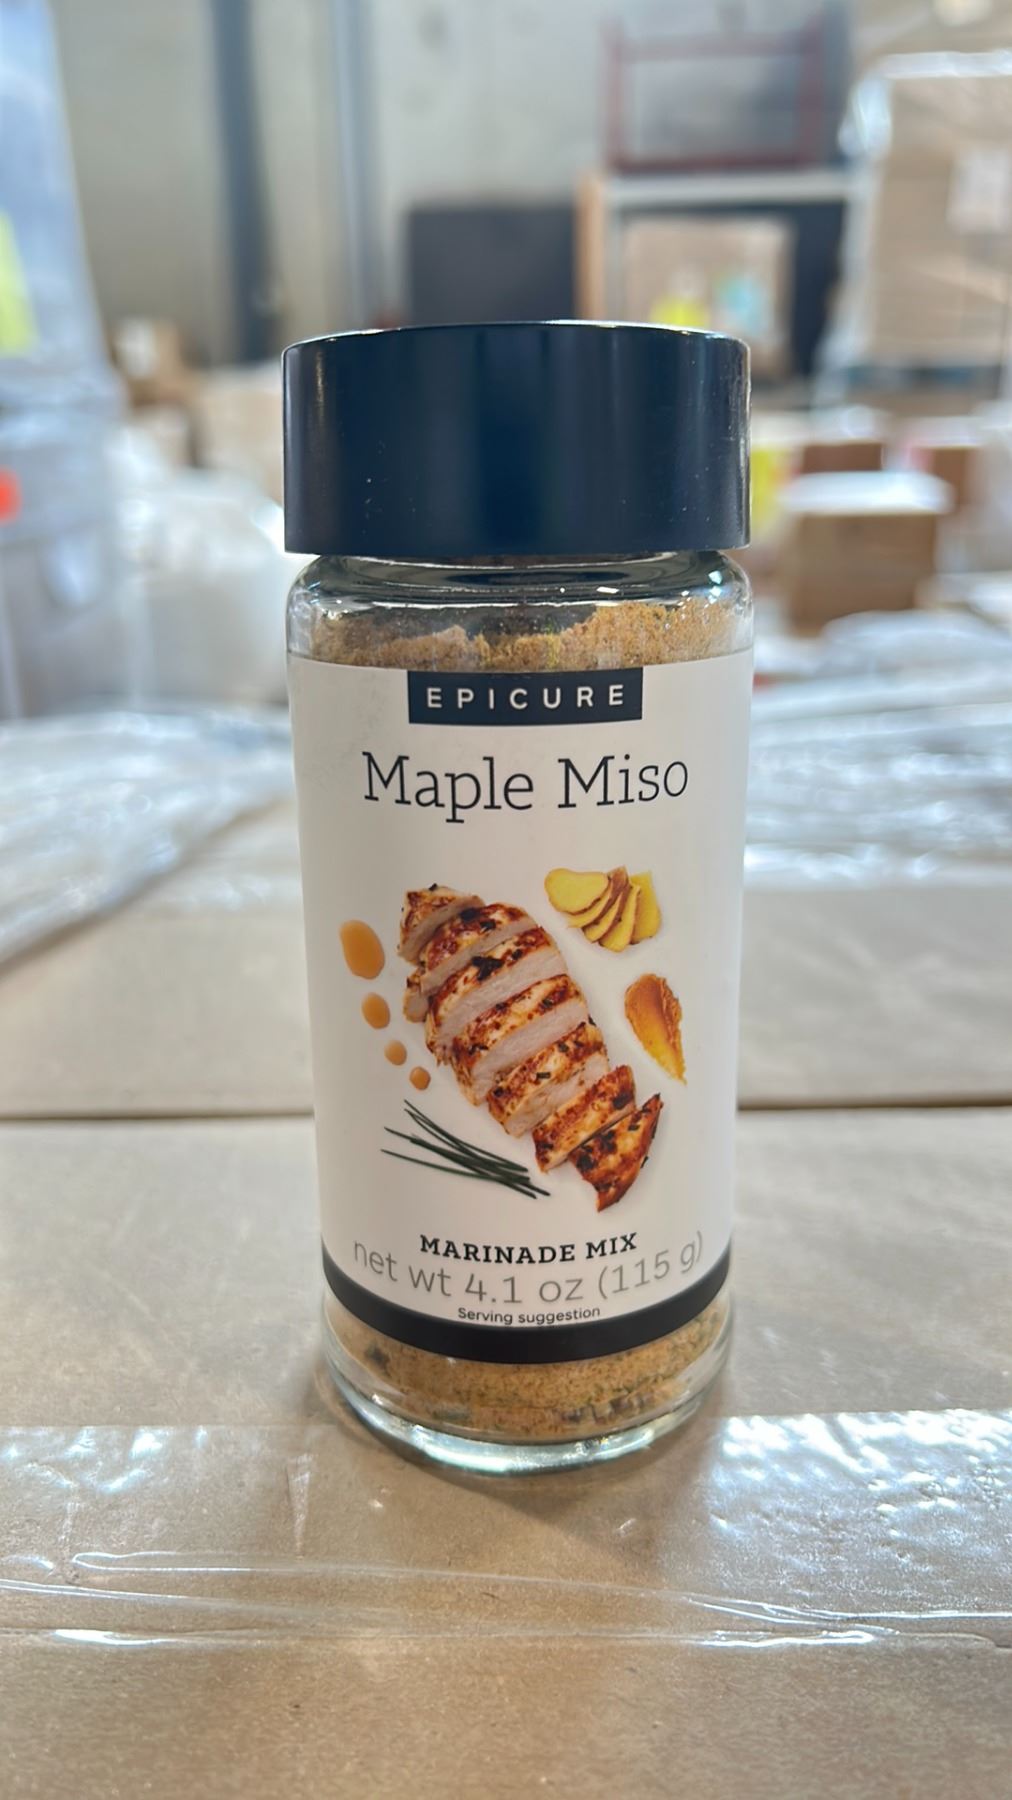 EPICURE
Maple Miso
MARINADE MIX
net wt 4.1 oz (115 g)
Serving suggestion